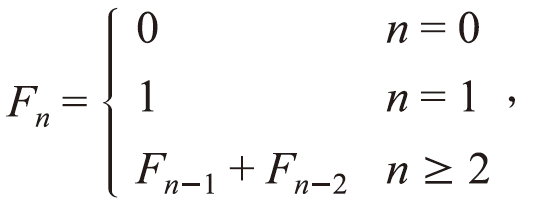 0 n = 0
F_n = { 1 n = 1 ,
F_{n−1} + F_{n−2} n ≥ 2